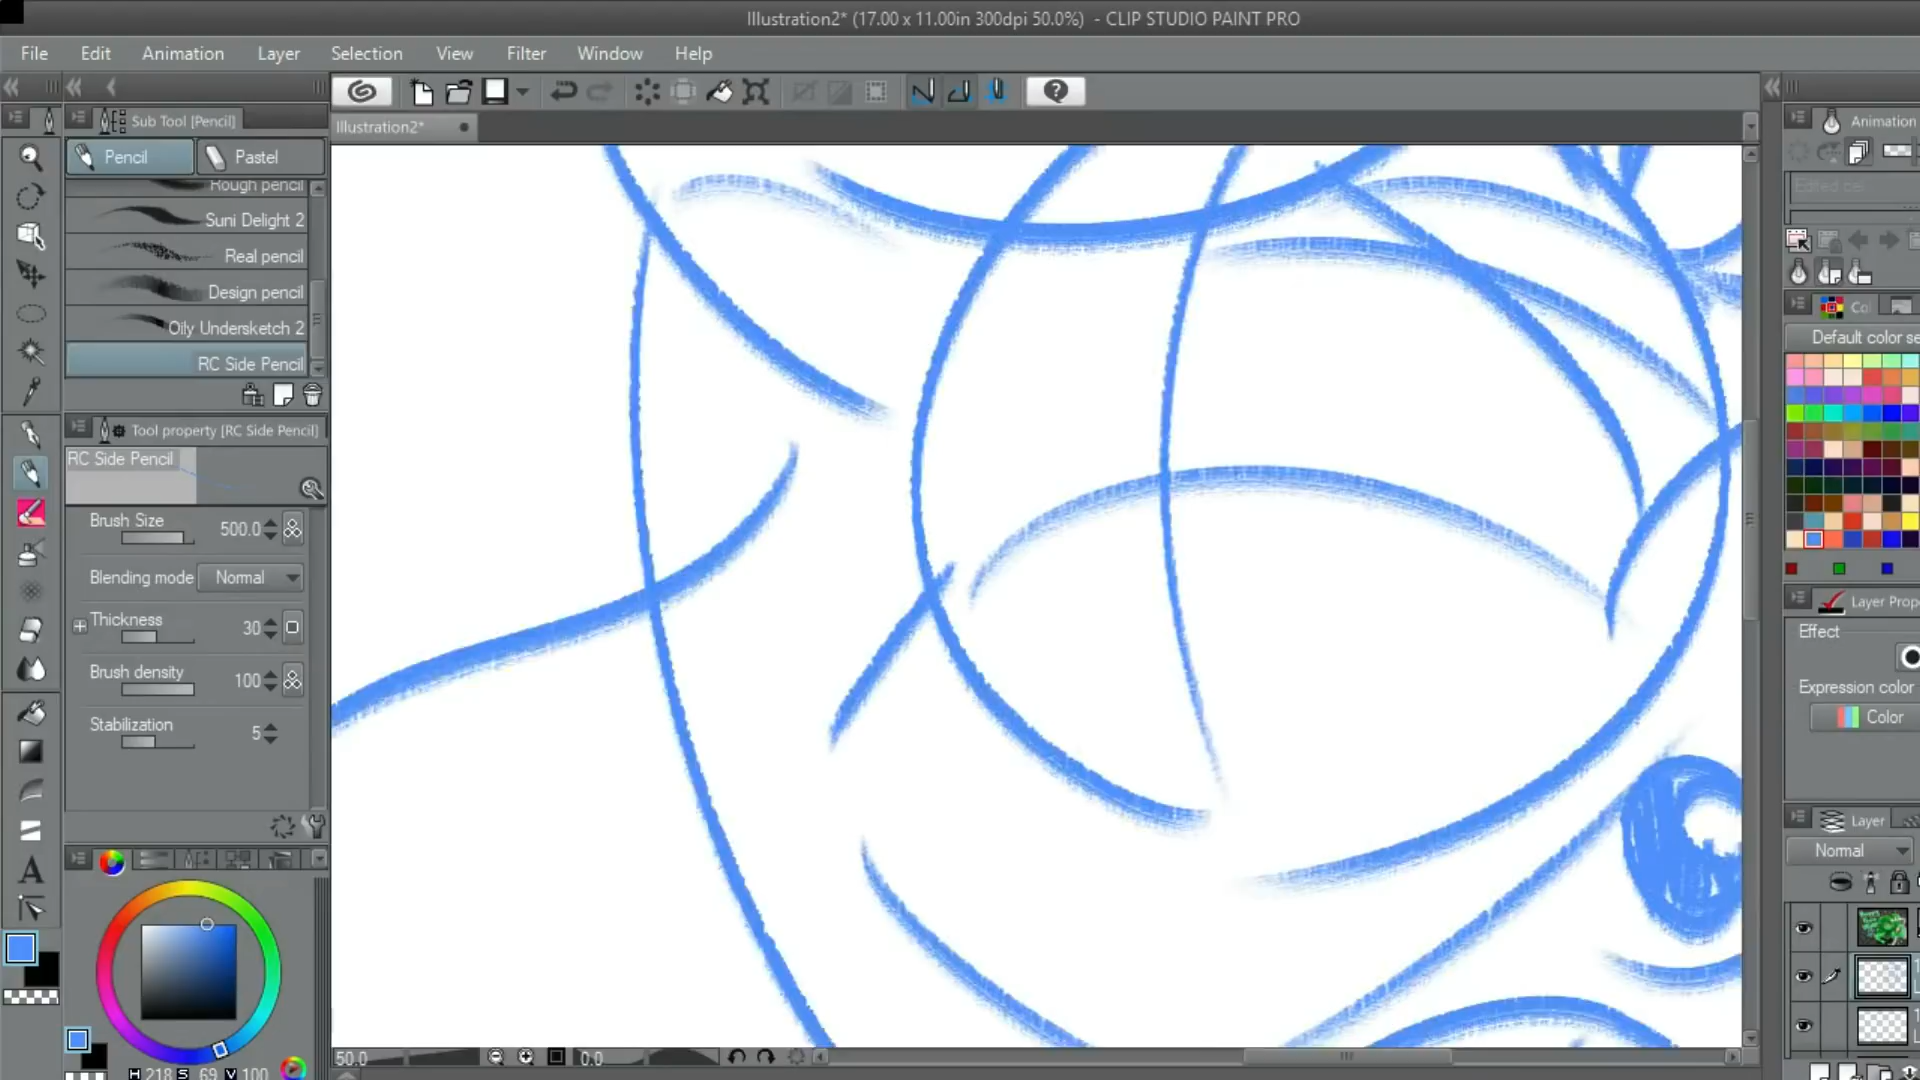 Illustration2* (17.00 x 11.00in 300dpi 50.0%) - CLIP STUDIO PAINT PRO
File Edit Animation Layer Selection View Filter Window Help
Sub Tool [Pencil]
Illustration2*
Animation
Pencil Pastel
Rough pencil
Edited cel
Suni Delight 2
Real pencil
Design pencil
Oily Undersketch 2
RC Side Pencil
Tool property [RC Side Pencil]
RC Side Pencil
Brush Size 500.0
Blending mode Normal
Thickness 30
Brush density 100
Stabilization 5
Default color se
Layer Prop
Effect
Expression color
Color
Layer
Normal
50.0 0.0
H 218 S 69 V 100